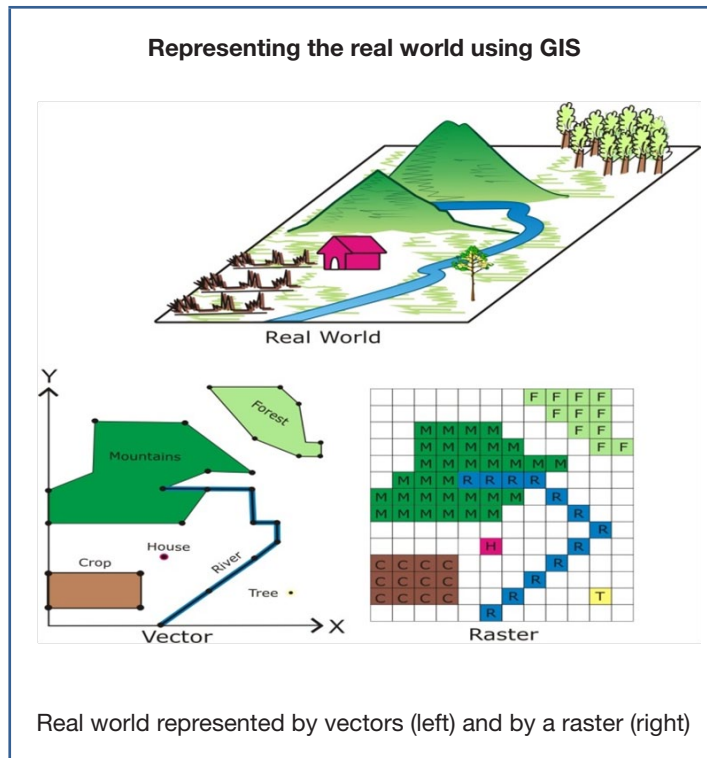 Representing the real world using GIS
Real World
Y
Forest
Mountains
House
Crop
River
Tree
X
Vector
F F F F
F F F
M M M M F F
M M M M M F F
M M M M M M M
M M M R R R R
M M M M M M M R
M M M M M M R
R
H R
C C C C R
C C C C R
C C C C R T
R
Raster
Real world represented by vectors (left) and by a raster (right)